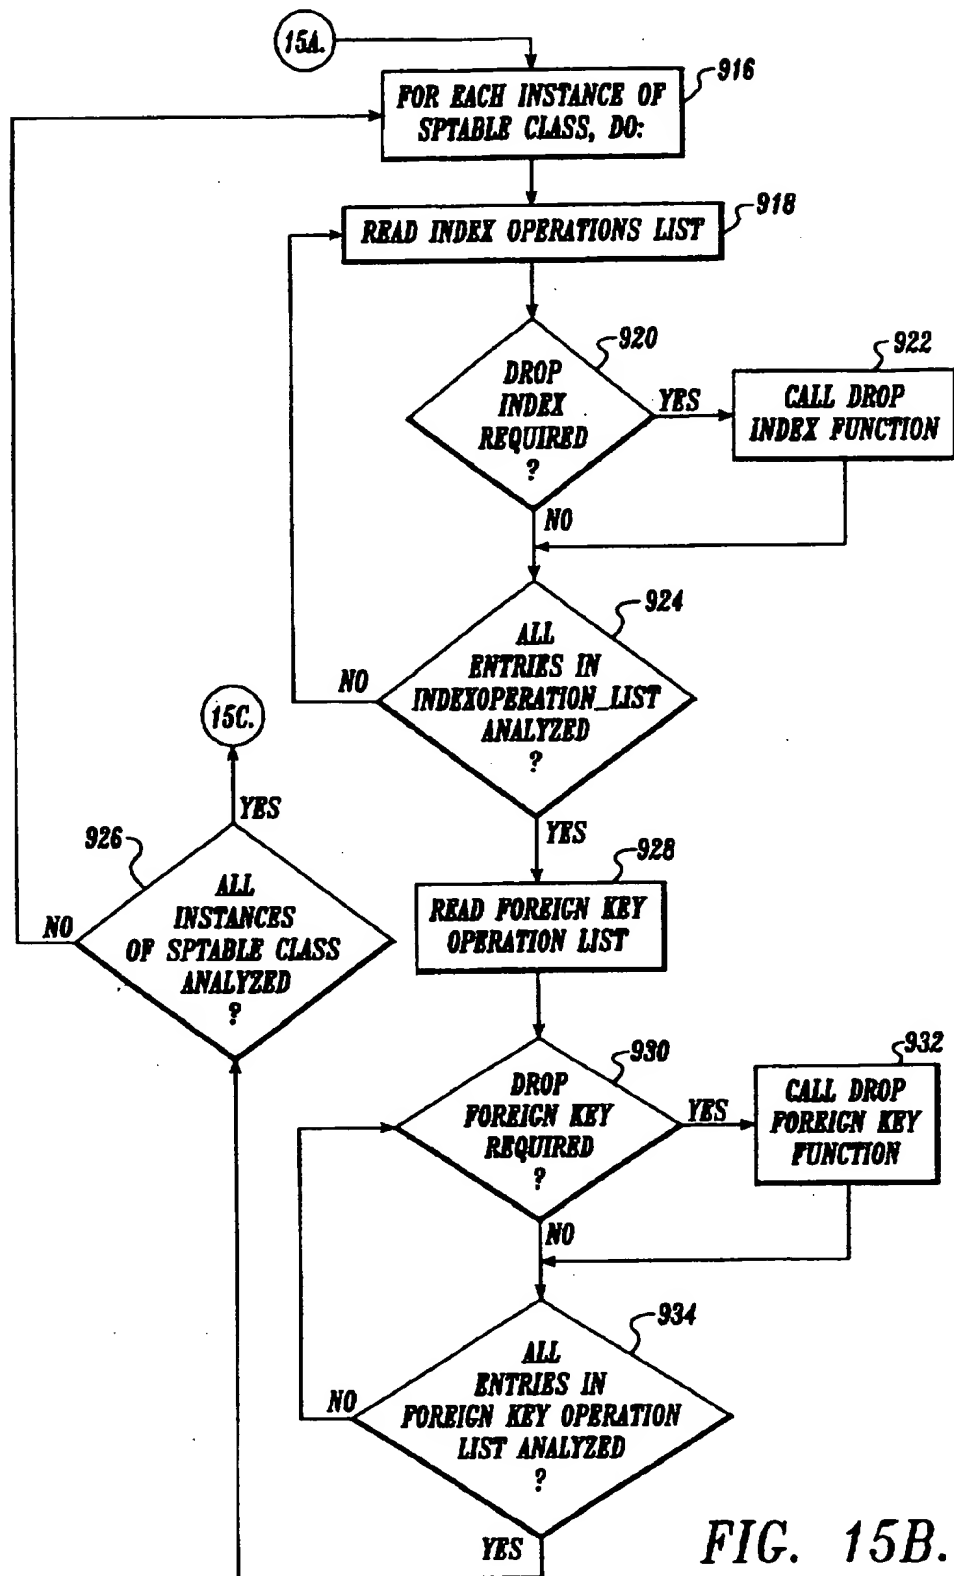 15A.
916
FOR EACH INSTANCE OF
SPTABLE CLASS, DO:
918
READ INDEX OPERATIONS LIST
920
DROP
INDEX
REQUIRED
?
YES
922
CALL DROP
INDEX FUNCTION
NO
924
ALL
ENTRIES IN
INDEXOPERATION_LIST
ANALYZED
?
NO
YES
15C.
YES
926
ALL
INSTANCES
OF SPTABLE CLASS
ANALYZED
?
NO
928
READ FOREIGN KEY
OPERATION LIST
930
DROP
FOREIGN KEY
REQUIRED
?
YES
932
CALL DROP
FOREIGN KEY
FUNCTION
NO
934
ALL
ENTRIES IN
FOREIGN KEY OPERATION
LIST ANALYZED
?
NO
YES
FIG. 15B.